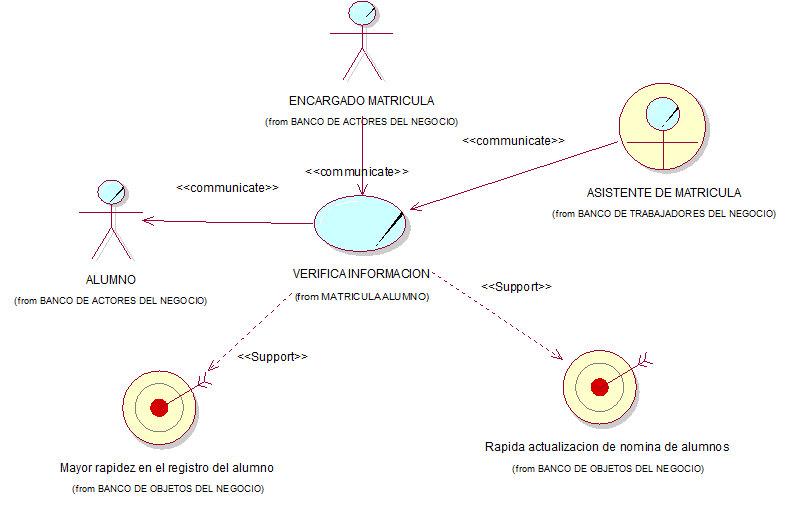 ENCARGADO MATRICULA
(from BANCO DE ACTORES DEL NEGOCIO)
<<communicate>>
<<communicate>>
ASISTENTE DE MATRICULA
(from BANCO DE TRABAJADORES DEL NEGOCIO)
<<communicate>>
ALUMNO
(from BANCO DE ACTORES DEL NEGOCIO)
VERIFICA INFORMACION
(from MATRICULA ALUMNO)
<<Support>>
<<Support>>
Rapida actualizacion de nomina de alumnos
(from BANCO DE OBJETOS DEL NEGOCIO)
Mayor rapidez en el registro del alumno
(from BANCO DE OBJETOS DEL NEGOCIO)